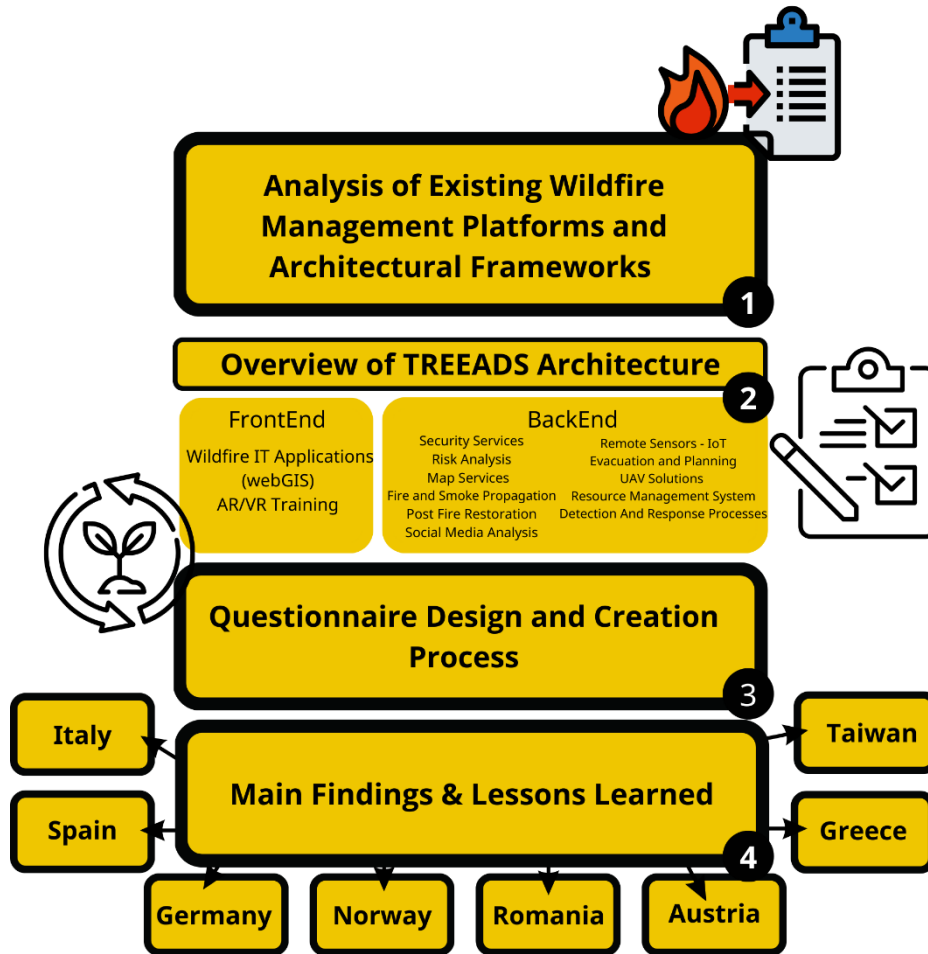 Analysis of Existing Wildfire
Management Platforms and
Architectural Frameworks
1
Overview of TREEADS Architecture
2
FrontEnd
Wildfire IT Applications
(webGIS)
AR/VR Training
BackEnd
Security Services
Risk Analysis
Map Services
Fire and Smoke Propagation
Post Fire Restoration
Social Media Analysis
Remote Sensors - IoT
Evacuation and Planning
UAV Solutions
Resource Management System
Detection And Response Processes
Questionnaire Design and Creation
Process
3
Main Findings & Lessons Learned
4
Italy
Spain
Germany
Norway
Romania
Austria
Greece
Taiwan